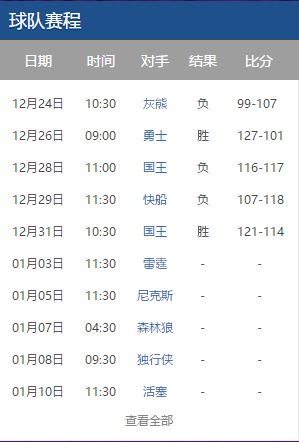 球队赛程
日期 时间 对手 结果 比分
12月24日 10:30 灰熊 负 99-107
12月26日 09:00 勇士 胜 127-101
12月28日 11:00 国王 负 116-117
12月29日 11:30 快船 负 107-118
12月31日 10:30 国王 胜 121-114
01月03日 11:30 雷霆 - -
01月05日 11:30 尼克斯 - -
01月07日 04:30 森林狼 - -
01月08日 09:30 独行侠 - -
01月10日 11:30 活塞 - -
查看全部